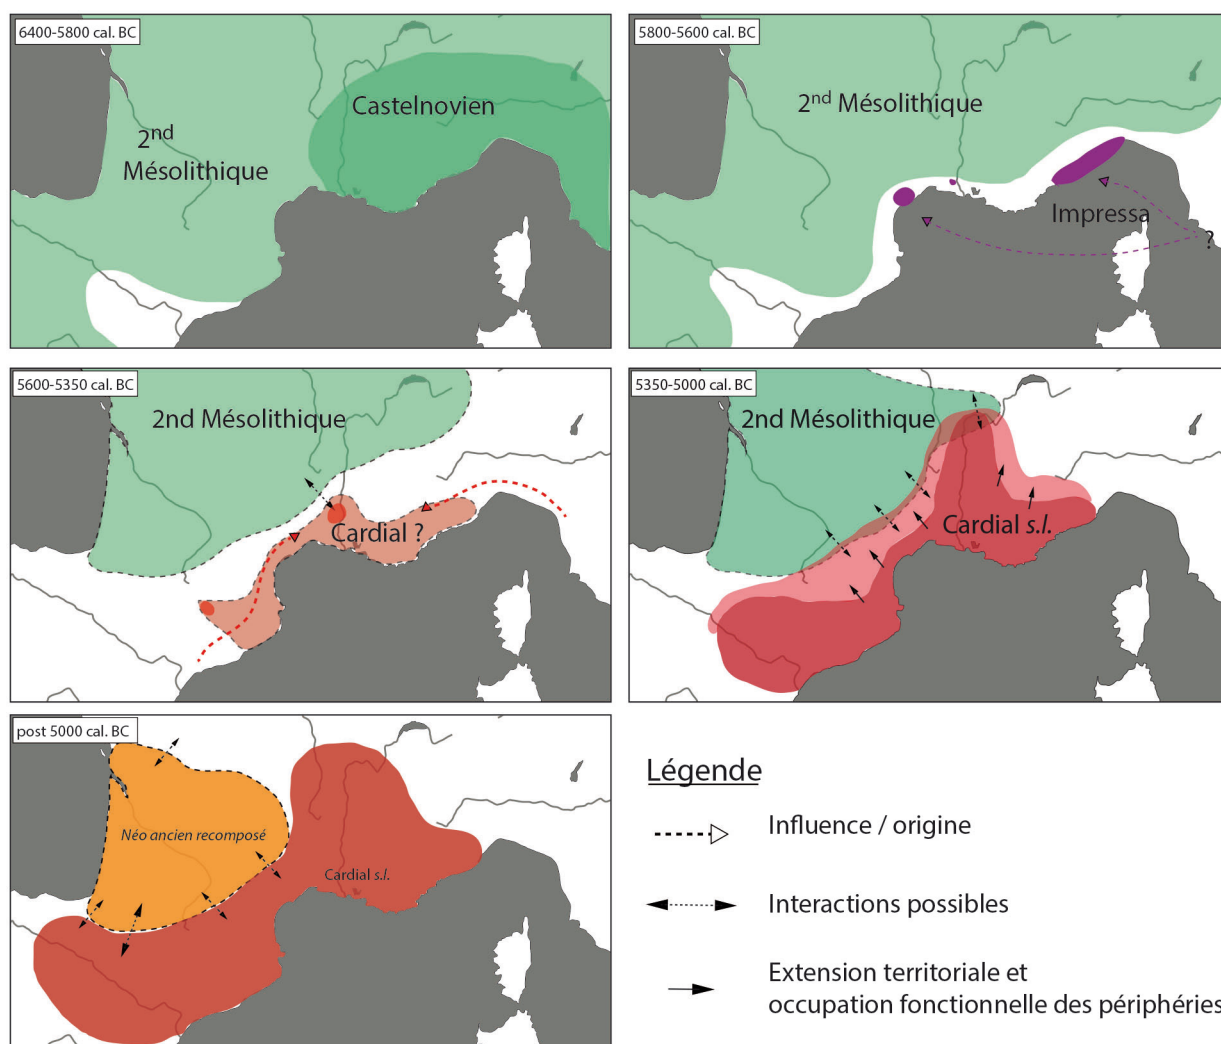 6400-5800 cal. BC
Castelnovien
2nd
Mésolithique
5800-5600 cal. BC
2nd Mésolithique
Impressa
?
5600-5350 cal. BC
2nd Mésolithique
Cardial ?
5350-5000 cal. BC
2nd Mésolithique
Cardial s.l.
post 5000 cal. BC
Néo ancien recomposé
Cardial s.l.
Légende
Influence / origine
Interactions possibles
Extension territoriale et
occupation fonctionnelle des périphéries